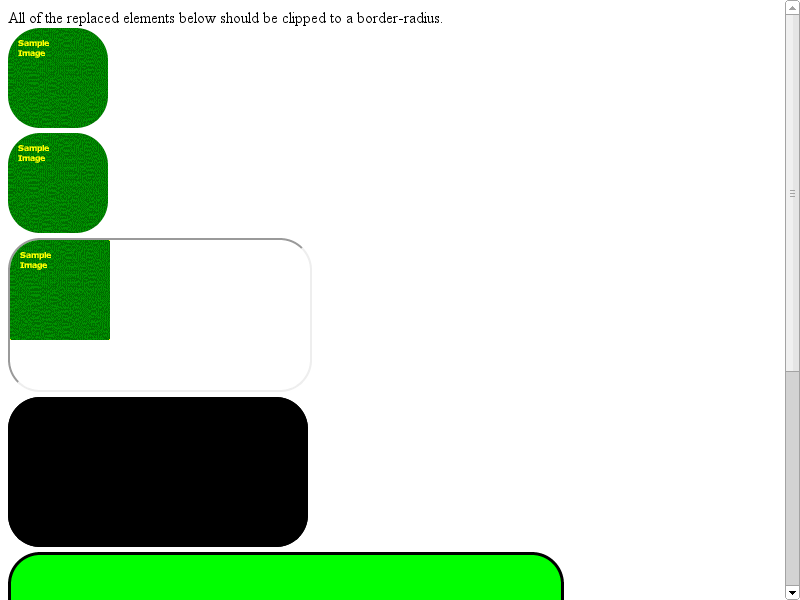 All of the replaced elements below should be clipped to a border-radius.
Sample
Image
Sample
Image
Sample
Image